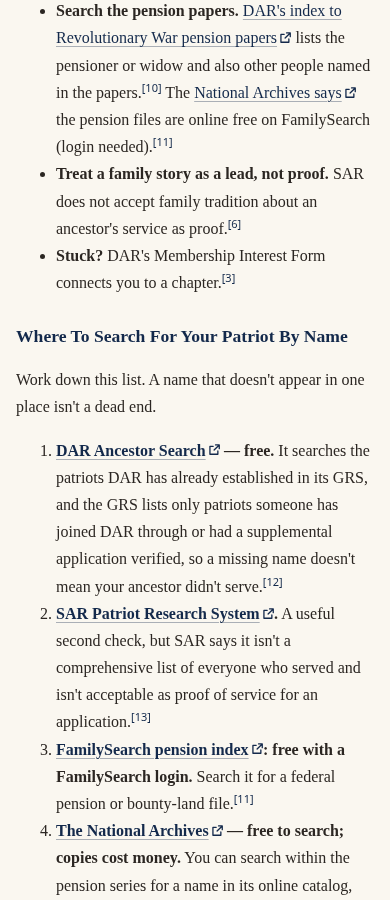 • Search the pension papers. DAR's index to
Revolutionary War pension papers lists the
pensioner or widow and also other people named
in the papers.[10] The National Archives says
the pension files are online free on FamilySearch
(login needed).[11]
• Treat a family story as a lead, not proof. SAR
does not accept family tradition about an
ancestor's service as proof.[6]
• Stuck? DAR's Membership Interest Form
connects you to a chapter.[3]
Where To Search For Your Patriot By Name
Work down this list. A name that doesn't appear in one
place isn't a dead end.
1. DAR Ancestor Search — free. It searches the
patriots DAR has already established in its GRS,
and the GRS lists only patriots someone has
joined DAR through or had a supplemental
application verified, so a missing name doesn't
mean your ancestor didn't serve.[12]
2. SAR Patriot Research System. A useful
second check, but SAR says it isn't a
comprehensive list of everyone who served and
isn't acceptable as proof of service for an
application.[13]
3. FamilySearch pension index: free with a
FamilySearch login. Search it for a federal
pension or bounty-land file.[11]
4. The National Archives — free to search;
copies cost money. You can search within the
pension series for a name in its online catalog,